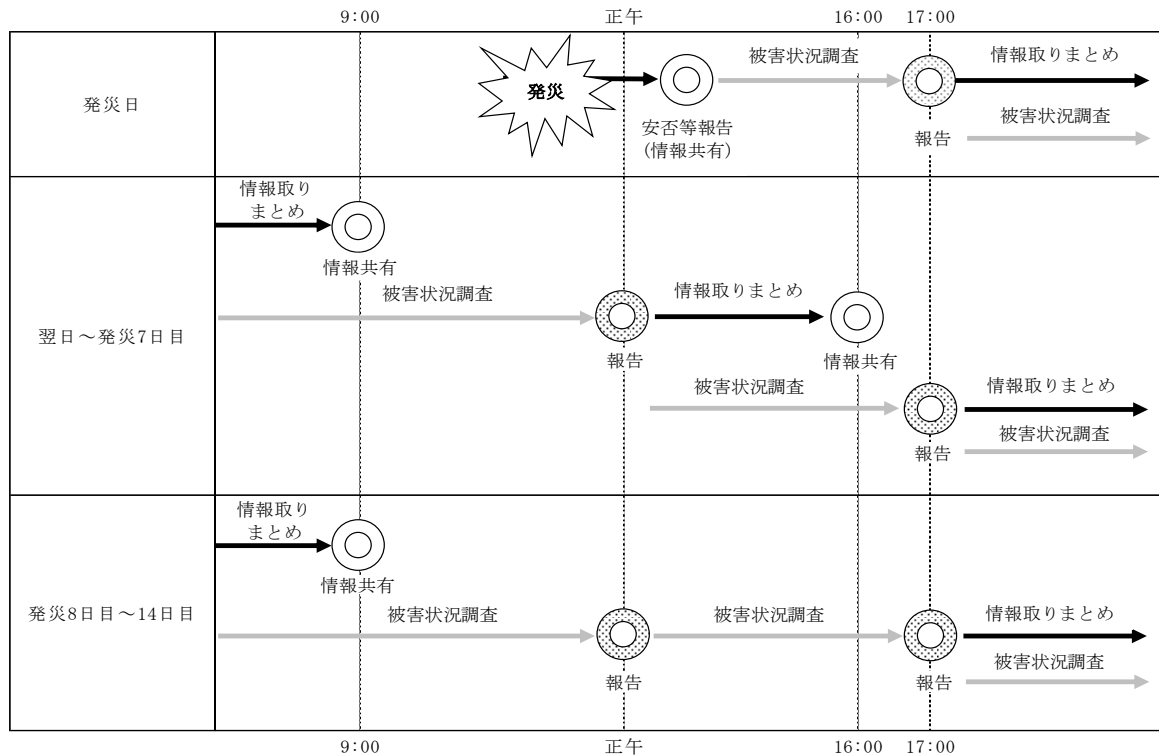 9:00
正午
16:00
17:00
発災日
発災
安否等報告
(情報共有)
被害状況調査
報告
情報取りまとめ
被害状況調査
翌日～発災7日目
情報取り
まとめ
情報共有
被害状況調査
報告
情報取りまとめ
情報共有
被害状況調査
報告
情報取りまとめ
被害状況調査
発災8日目～14日目
情報取り
まとめ
情報共有
被害状況調査
報告
被害状況調査
報告
情報取りまとめ
被害状況調査
9:00
正午
16:00
17:00